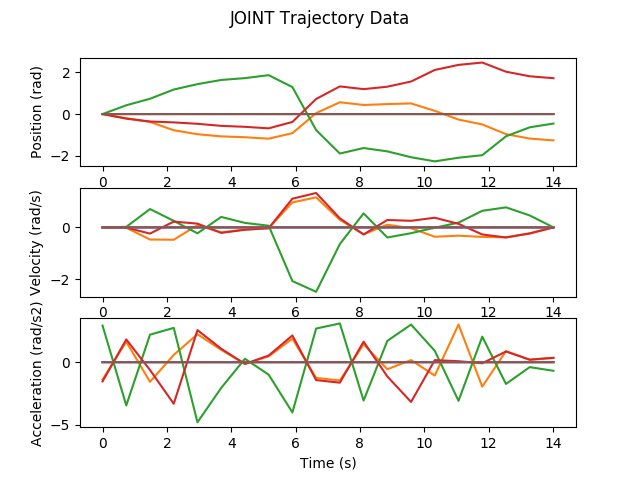 JOINT Trajectory Data
Position (rad)
2
0
−2
0 2 4 6 8 10 12 14
Velocity (rad/s)
0
−2
0 2 4 6 8 10 12 14
Acceleration (rad/s2)
0
−5
0 2 4 6 8 10 12 14
Time (s)